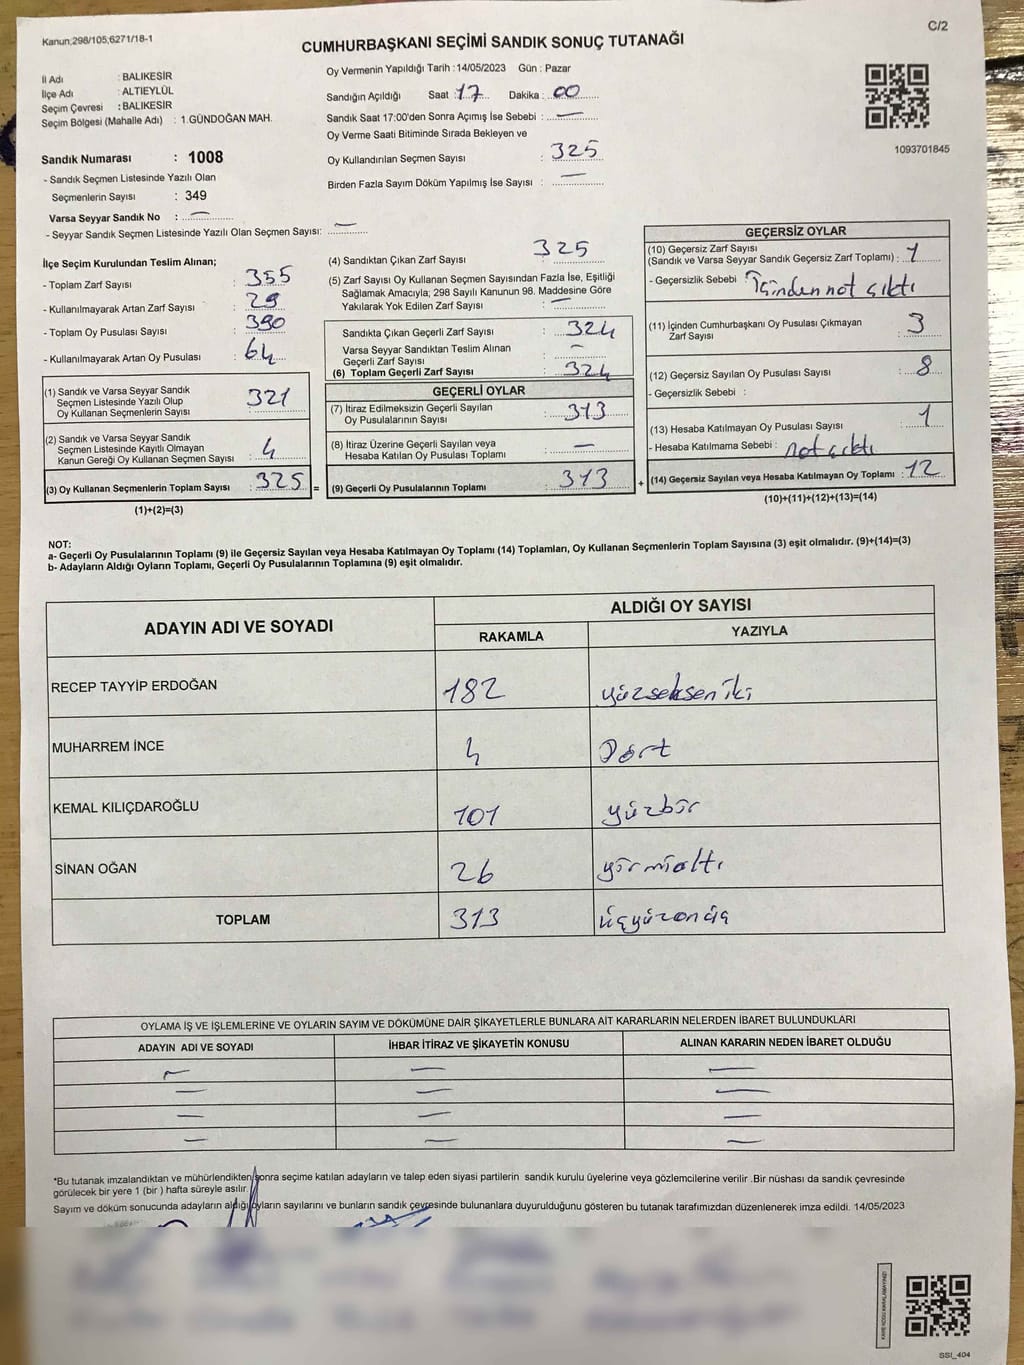 Kanun;298/105;6271/18-1
C/2
CUMHURBAŞKANI SEÇİMİ SANDIK SONUÇ TUTANAĞI
İl Adı : BALIKESİR
İlçe Adı : ALTIEYLÜL
Seçim Çevresi : BALIKESİR
Seçim Bölgesi (Mahalle Adı) : 1.GÜNDOĞAN MAH.
Sandık Numarası : 1008
- Sandık Seçmen Listesinde Yazılı Olan
Seçmenlerin Sayısı : 349
Varsa Seyyar Sandık No : —
- Seyyar Sandık Seçmen Listesinde Yazılı Olan Seçmen Sayısı: —
Oy Vermenin Yapıldığı Tarih :14/05/2023 Gün : Pazar
Sandığın Açıldığı Saat :17 Dakika : 00
Sandık Saat 17:00'den Sonra Açımış İse Sebebi : —
Oy Verme Saati Bitiminde Sırada Bekleyen ve
Oy Kullandırılan Seçmen Sayısı : 325
Birden Fazla Sayım Döküm Yapılmış İse Sayısı : —
1093701845
İlçe Seçim Kurulundan Teslim Alınan;
- Toplam Zarf Sayısı : 355
- Kullanılmayarak Artan Zarf Sayısı : 29
- Toplam Oy Pusulası Sayısı : 390
- Kullanılmayarak Artan Oy Pusulası : 64
(1) Sandık ve Varsa Seyyar Sandık
Seçmen Listesinde Yazılı Olup
Oy Kullanan Seçmenlerin Sayısı : 321
(2) Sandık ve Varsa Seyyar Sandık
Seçmen Listesinde Kayıtlı Olmayan
Kanun Gereği Oy Kullanan Seçmen Sayısı : 4
(3) Oy Kullanan Seçmenlerin Toplam Sayısı : 325 =
(1)+(2)=(3)
(4) Sandıktan Çıkan Zarf Sayısı : 325
(5) Zarf Sayısı Oy Kullanan Seçmen Sayısından Fazla İse, Eşitliği
Sağlamak Amacıyla; 298 Sayılı Kanunun 98. Maddesine Göre
Yakılarak Yok Edilen Zarf Sayısı : —
Sandıkta Çıkan Geçerli Zarf Sayısı : 324
Varsa Seyyar Sandıktan Teslim Alınan
Geçerli Zarf Sayısı : —
(6) Toplam Geçerli Zarf Sayısı : 324
GEÇERLİ OYLAR
(7) İtiraz Edilmeksizin Geçerli Sayılan
Oy Pusulalarının Sayısı : 313
(8) İtiraz Üzerine Geçerli Sayılan veya
Hesaba Katılan Oy Pusulası Toplamı : —
(9) Geçerli Oy Pusulalarının Toplamı : 313 +
GEÇERSİZ OYLAR
(10) Geçersiz Zarf Sayısı
(Sandık ve Varsa Seyyar Sandık Geçersiz Zarf Toplamı) : 1
- Geçersizlik Sebebi : İçinden not çıktı
(11) İçinden Cumhurbaşkanı Oy Pusulası Çıkmayan
Zarf Sayısı : 3
(12) Geçersiz Sayılan Oy Pusulası Sayısı : 8
- Geçersizlik Sebebi :
(13) Hesaba Katılmayan Oy Pusulası Sayısı : 1
- Hesaba Katılmama Sebebi : not çıktı
(14) Geçersiz Sayılan veya Hesaba Katılmayan Oy Toplamı : 12
(10)+(11)+(12)+(13)=(14)
NOT:
a- Geçerli Oy Pusulalarının Toplamı (9) ile Geçersiz Sayılan veya Hesaba Katılmayan Oy Toplamı (14) Toplamları, Oy Kullanan Seçmenlerin Toplam Sayısına (3) eşit olmalıdır. (9)+(14)=(3)
b- Adayların Aldığı Oyların Toplamı, Geçerli Oy Pusulalarının Toplamına (9) eşit olmalıdır.
ADAYIN ADI VE SOYADI ALDIĞI OY SAYISI
RAKAMLA YAZIYLA
RECEP TAYYİP ERDOĞAN 182 yüzseksen iki
MUHARREM İNCE 4 Dört
KEMAL KILIÇDAROĞLU 101 yüzbir
SİNAN OĞAN 26 yirmialtı
TOPLAM 313 üçyüzonüç
OYLAMA İŞ VE İŞLEMLERİNE VE OYLARIN SAYIM VE DÖKÜMÜNE DAİR ŞİKAYETLERLE BUNLARA AİT KARARLARIN NELERDEN İBARET BULUNDUKLARI
ADAYIN ADI VE SOYADI İHBAR İTİRAZ VE ŞİKAYETİN KONUSU ALINAN KARARIN NEDEN İBARET OLDUĞU
— — —
— — —
— — —
— — —
*Bu tutanak imzalandıktan ve mühürlendikten sonra seçime katılan adayların ve talep eden siyasi partilerin sandık kurulu üyelerine veya gözlemcilerine verilir .Bir nüshası da sandık çevresinde
görülecek bir yere 1 (bir ) hafta süreyle asılır.
Sayım ve döküm sonucunda adayların aldığı oyların sayılarını ve bunların sandık çevresinde bulunanlara duyurulduğunu gösteren bu tutanak tarafımızdan düzenlenerek imza edildi. 14/05/2023
KARE KODU KARALAMAYINIZ!
SSI_404